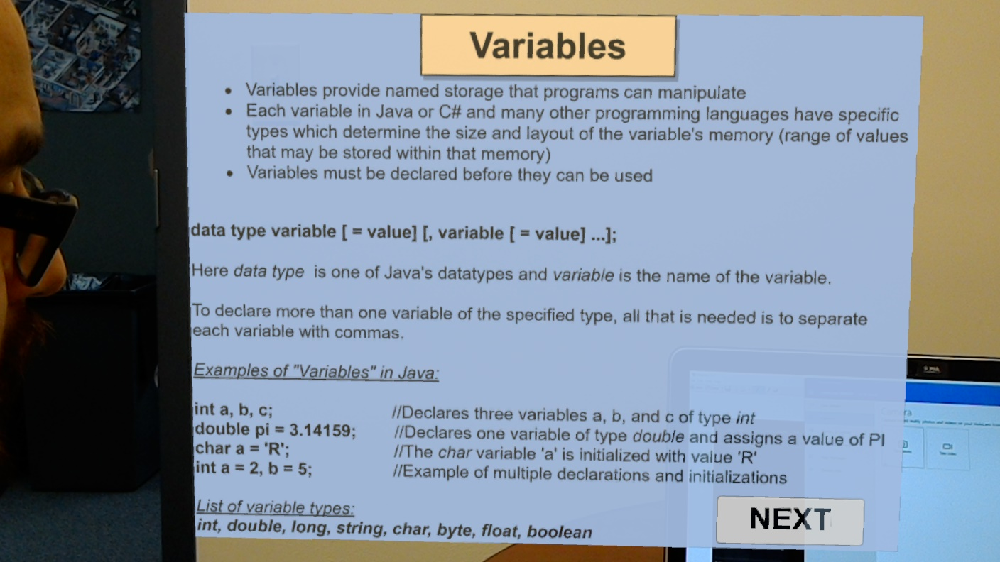 Variables
• Variables provide named storage that programs can manipulate
• Each variable in Java or C# and many other programming languages have specific
types which determine the size and layout of the variable's memory (range of values
that may be stored within that memory)
• Variables must be declared before they can be used
data type variable [ = value] [, variable [ = value] ...];
Here data type is one of Java's datatypes and variable is the name of the variable.
To declare more than one variable of the specified type, all that is needed is to separate
each variable with commas.
Examples of "Variables" in Java:
int a, b, c; //Declares three variables a, b, and c of type int
double pi = 3.14159; //Declares one variable of type double and assigns a value of PI
char a = 'R'; //The char variable 'a' is initialized with value 'R'
int a = 2, b = 5; //Example of multiple declarations and initializations
List of variable types:
int, double, long, string, char, byte, float, boolean
NEXT